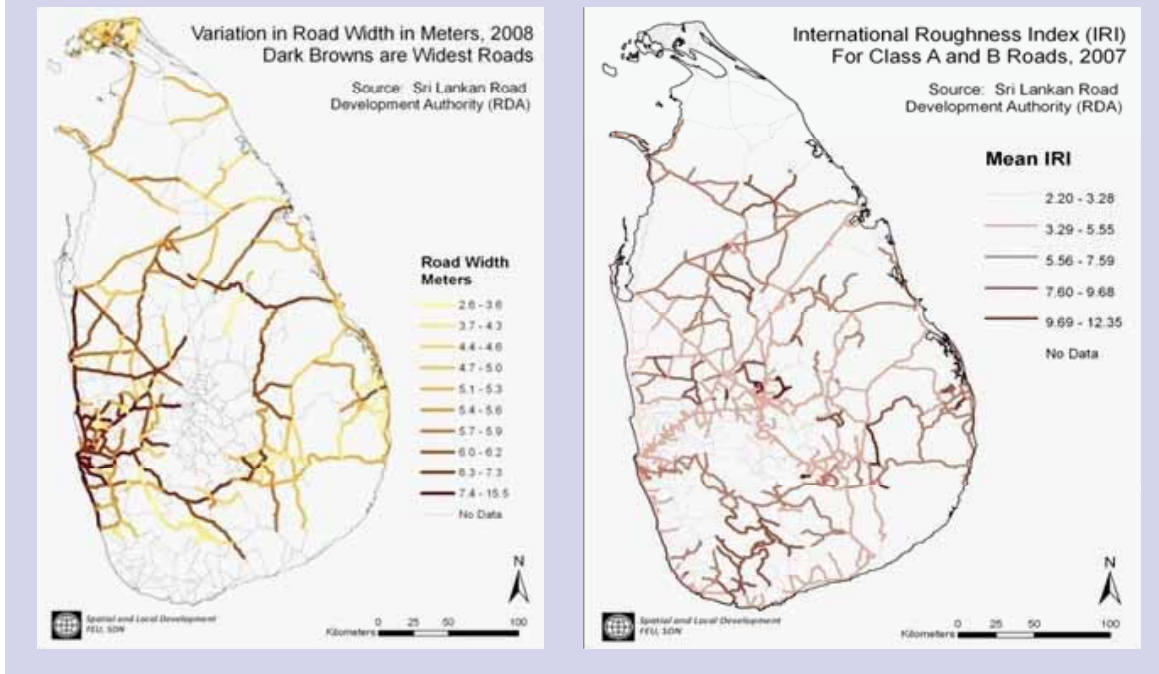 Variation in Road Width in Meters, 2008
Dark Browns are Widest Roads
Source: Sri Lankan Road
Development Authority (RDA)
Road Width
Meters
2.6 - 3.6
3.7 - 4.3
4.4 - 4.6
4.7 - 5.0
5.1 - 5.3
5.4 - 5.6
5.7 - 5.9
6.0 - 6.2
6.3 - 7.3
7.4 - 15.5
No Data
N
Spatial and Local Development
FEU, SDN
Kilometers
0 25 50 100
International Roughness Index (IRI)
For Class A and B Roads, 2007
Source: Sri Lankan Road
Development Authority (RDA)
Mean IRI
2.20 - 3.28
3.29 - 5.55
5.56 - 7.59
7.60 - 9.68
9.69 - 12.35
No Data
N
Spatial and Local Development
FEU, SDN
Kilometers
0 25 50 100